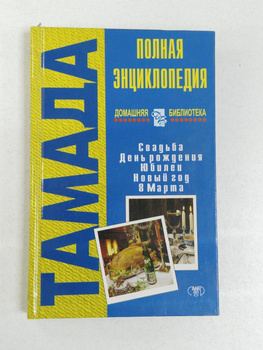 ТАМАДА
ПОЛНАЯ
ЭНЦИКЛОПЕДИЯ
ДОМАШНЯЯ БИБЛИОТЕКА
Свадьба
День рождения
Юбилеи
Новый год
8 Марта